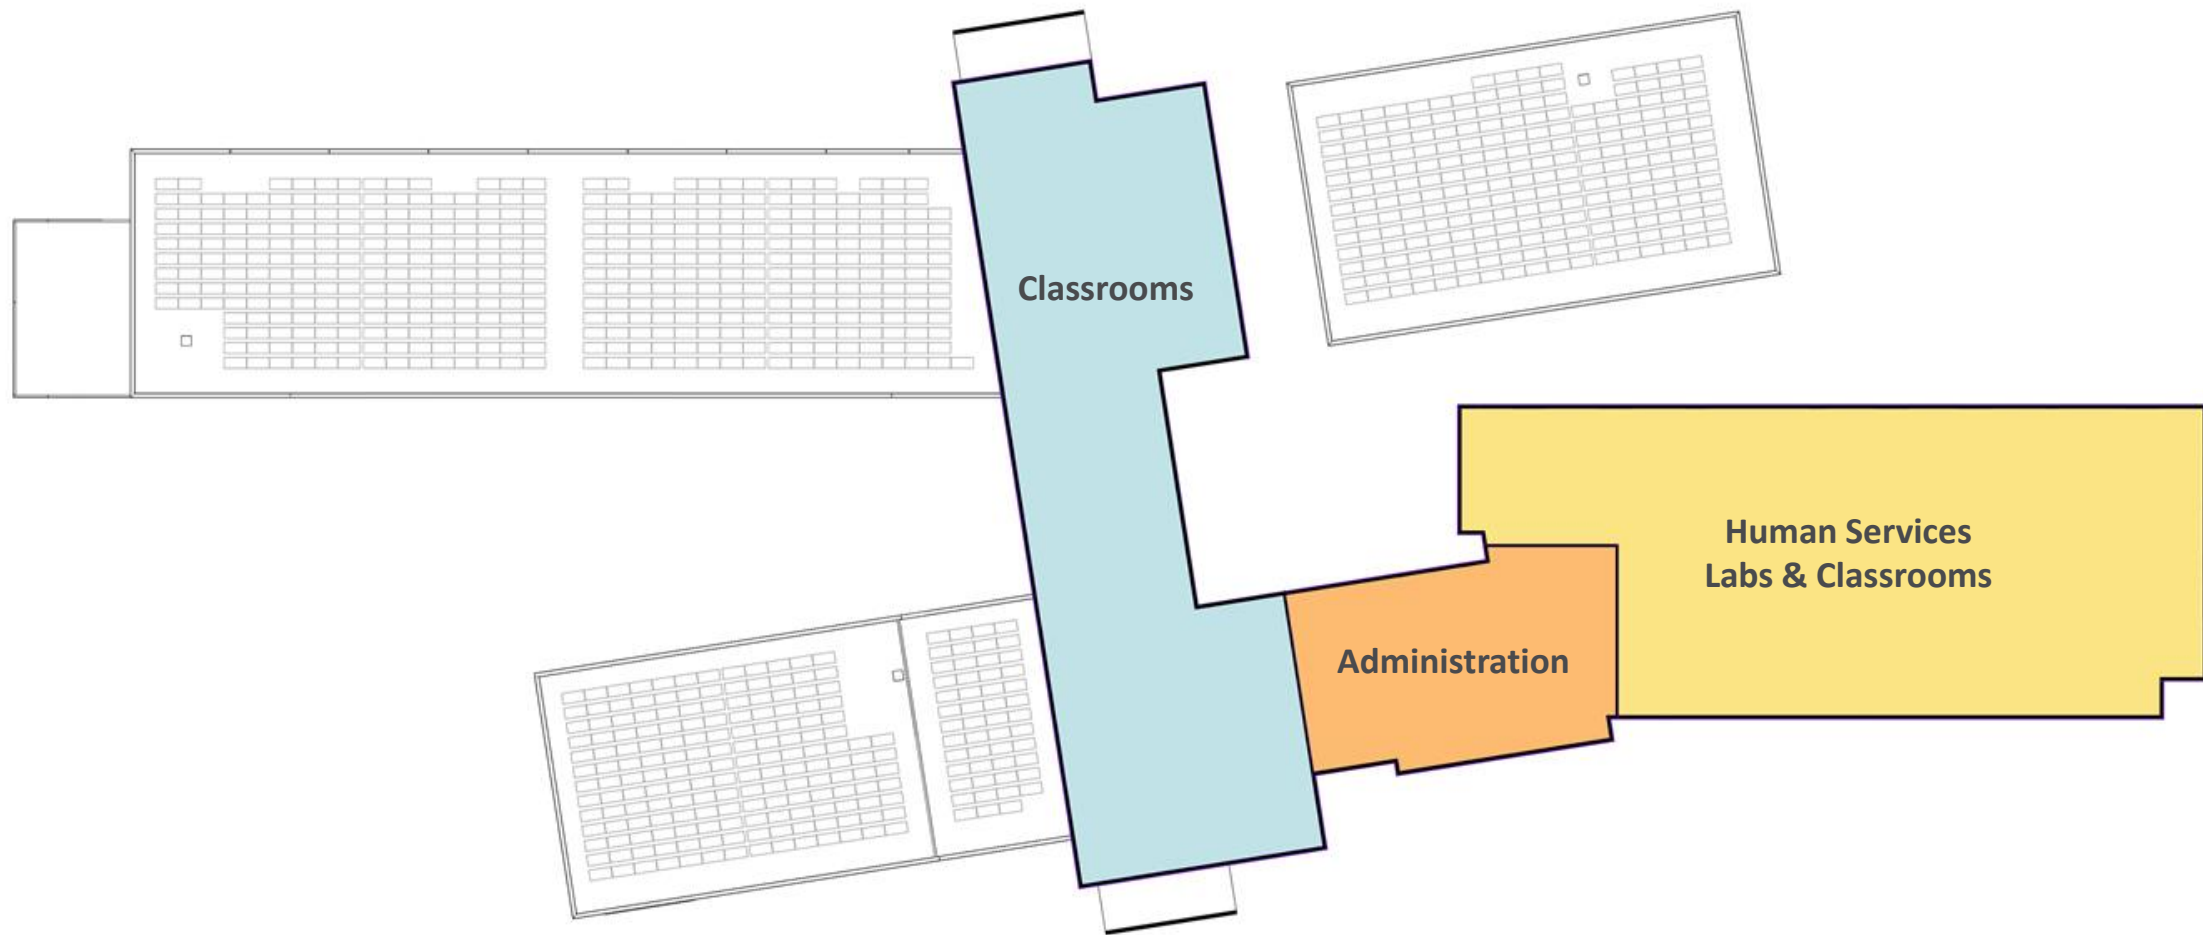 Classrooms
Human Services
Labs & Classrooms
Administration